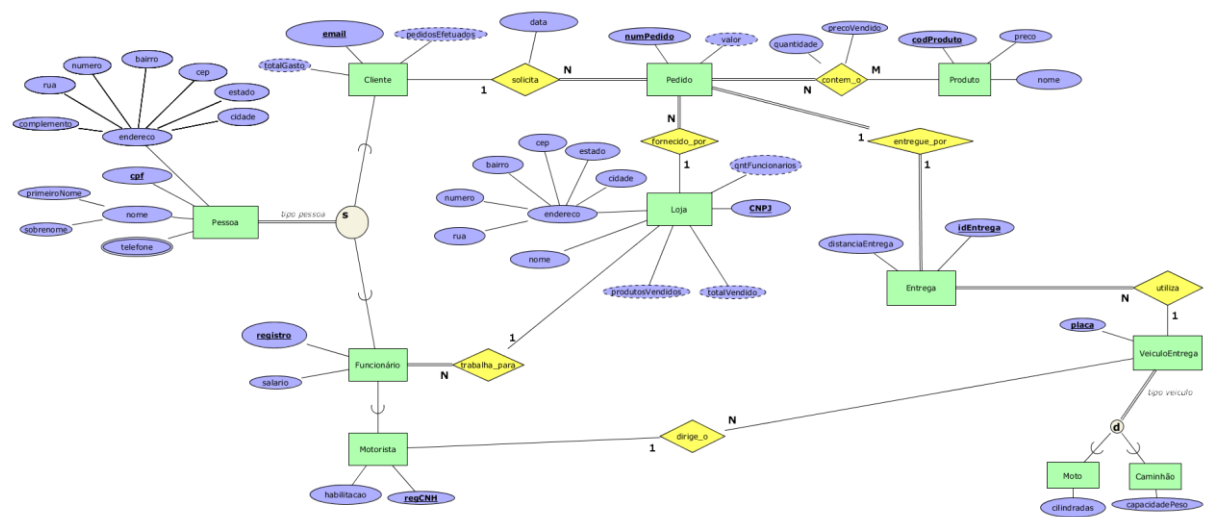 data
email
pedidosEfetuados
numPedido
valor
precoVendido
quantidade
codProduto
preco
bairro
numero
cep
totalGasto
rua
estado
Cliente
1
solicita
N
Pedido
N
contem_o
M
Produto
nome
complemento
cidade
endereco
N
fornecido_por
1
entregue_por
cep
estado
1
1
bairro
cidade
qntFuncionarios
cpf
primeiroNome
nome
Pessoa
tipo pessoa
s
numero
endereco
Loja
CNPJ
sobrenome
telefone
rua
idEntrega
distanciaEntrega
nome
produtosVendidos
totalVendido
Entrega
N
utiliza
1
registro
1
placa
Funcionário
N
trabalha_para
VeiculoEntrega
salario
tipo veiculo
N
dirige_o
1
d
Motorista
Moto
Caminhão
habilitacao
regCNH
cilindradas
capacidadePeso